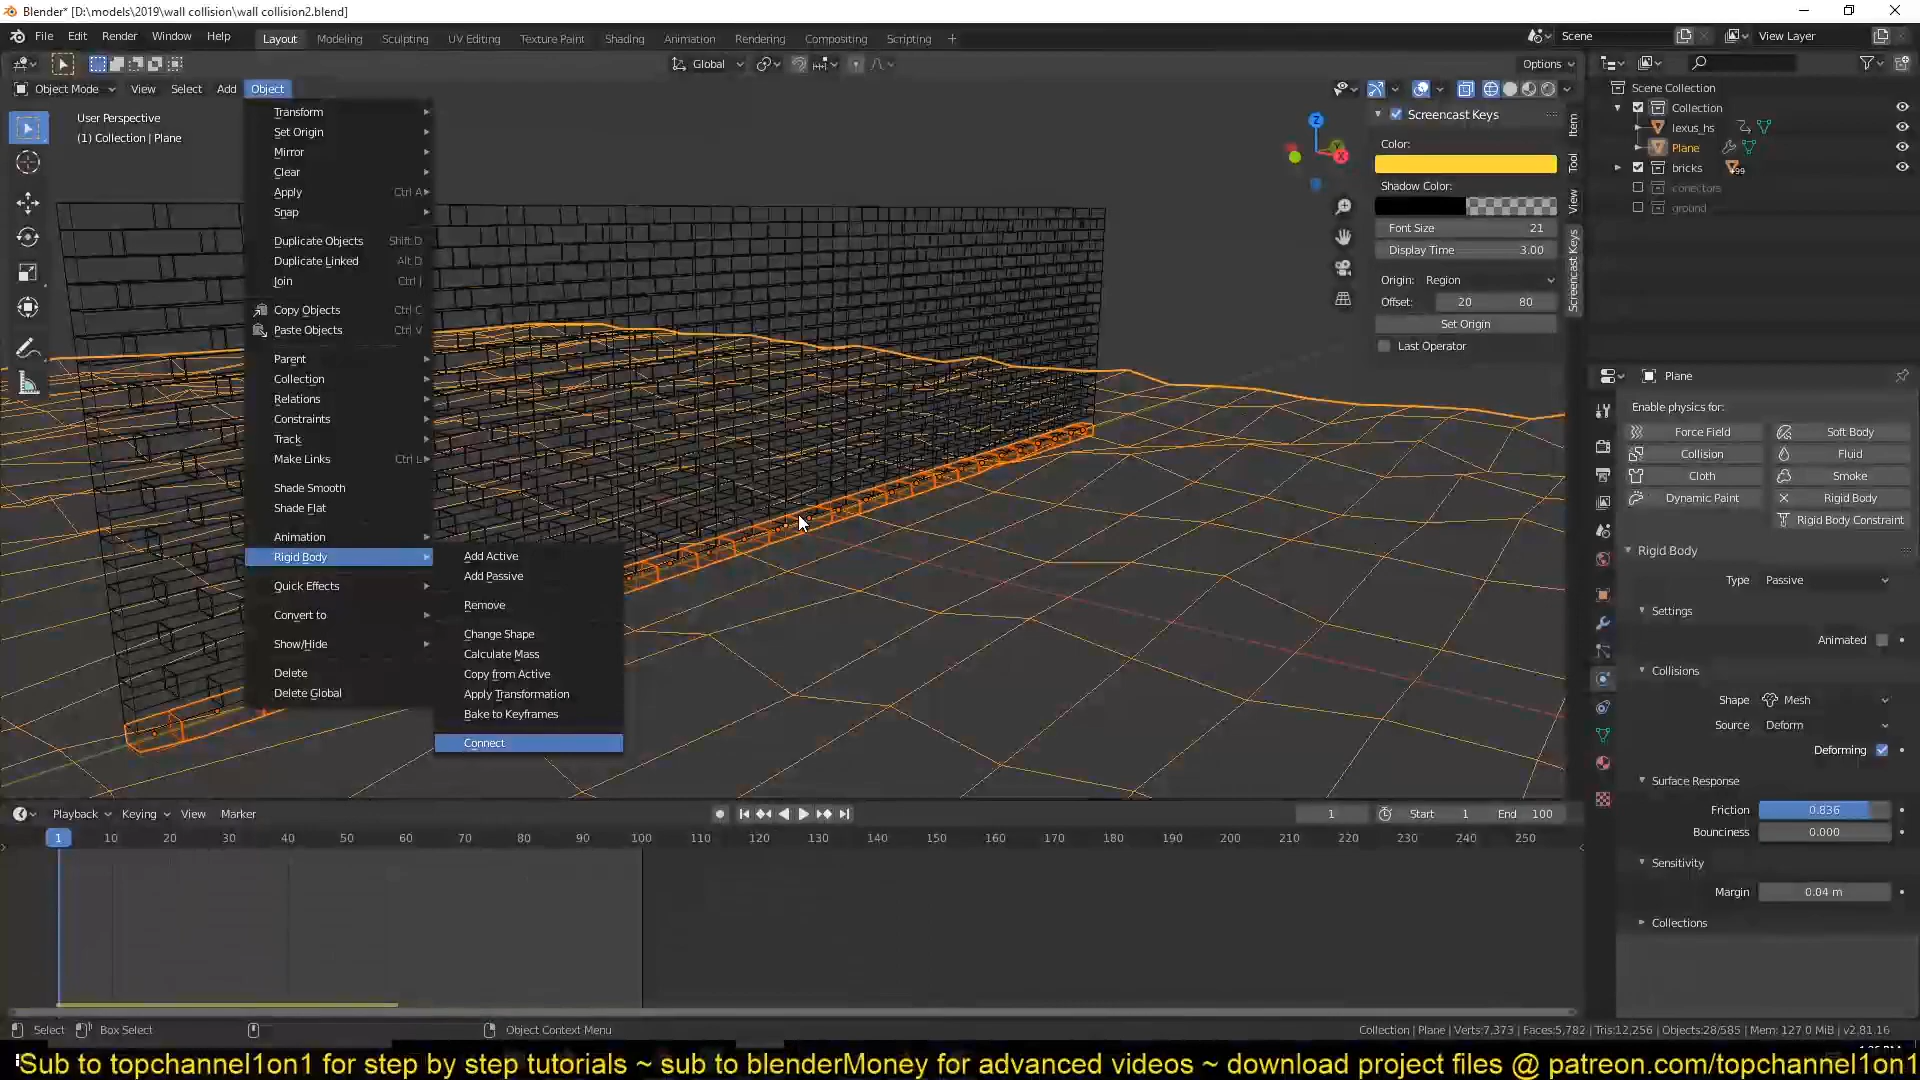 Blender* [D:\models\2019\wall collision\wall collision2.blend]
File Edit Render Window Help Layout Modeling Sculpting UV Editing Texture Paint Shading Animation Rendering Compositing Scripting + Scene View Layer
Global Options
Object Mode View Select Add Object
User Perspective
(1) Collection | Plane
Transform
Set Origin
Mirror
Clear
Apply Ctrl A
Snap
Duplicate Objects Shift D
Duplicate Linked Alt D
Join Ctrl J
Copy Objects Ctrl C
Paste Objects Ctrl V
Parent
Collection
Relations
Constraints
Track
Make Links Ctrl L
Shade Smooth
Shade Flat
Animation
Rigid Body
Quick Effects
Convert to
Show/Hide
Delete
Delete Global
Add Active
Add Passive
Remove
Change Shape
Calculate Mass
Copy from Active
Apply Transformation
Bake to Keyframes
Connect
Z
Y
X
Screencast Keys
Color:
Shadow Color:
Font Size 21
Display Time 3.00
Origin: Region
Offset: 20 80
Set Origin
Last Operator
Item
Tool
View
Screencast Keys
Scene Collection
Collection
lexus_hs
Plane
bricks 99
conectors
ground
Plane
Enable physics for:
Force Field Soft Body
Collision Fluid
Cloth Smoke
Dynamic Paint Rigid Body
Rigid Body Constraint
Rigid Body
Type Passive
Settings
Animated
Collisions
Shape Mesh
Source Deform
Deforming
Surface Response
Friction 0.836
Bounciness 0.000
Sensitivity
Margin 0.04 m
Collections
Playback Keying View Marker 1 Start 1 End 100
1 10 20 30 40 50 60 70 80 90 100 110 120 130 140 150 160 170 180 190 200 210 220 230 240 250
Select Box Select Object Context Menu Collection | Plane | Verts:7,373 | Faces:5,782 | Tris:12,256 | Objects:28/585 | Mem: 127.0 MiB | v2.81.16
Sub to topchannel1on1 for step by step tutorials ~ sub to blenderMoney for advanced videos ~ download project files @ patreon.com/topchannel1on1